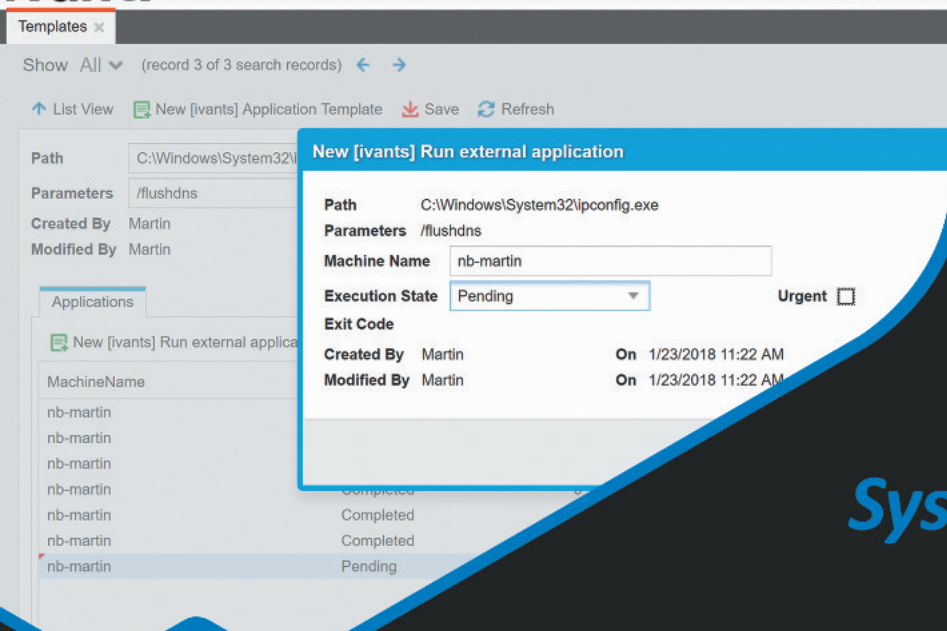 Templates ×
Show All (record 3 of 3 search records)
List View New [ivants] Application Template Save Refresh
Path C:\Windows\System32\i
Parameters /flushdns
Created By Martin
Modified By Martin
Applications
New [ivants] Run external applica
MachineName
nb-martin
nb-martin
nb-martin
nb-martin Completed
nb-martin Completed
nb-martin Completed
nb-martin Pending
New [ivants] Run external application
Path C:\Windows\System32\ipconfig.exe
Parameters /flushdns
Machine Name nb-martin
Execution State Pending Urgent
Exit Code
Created By Martin On 1/23/2018 11:22 AM
Modified By Martin On 1/23/2018 11:22 AM
Sys